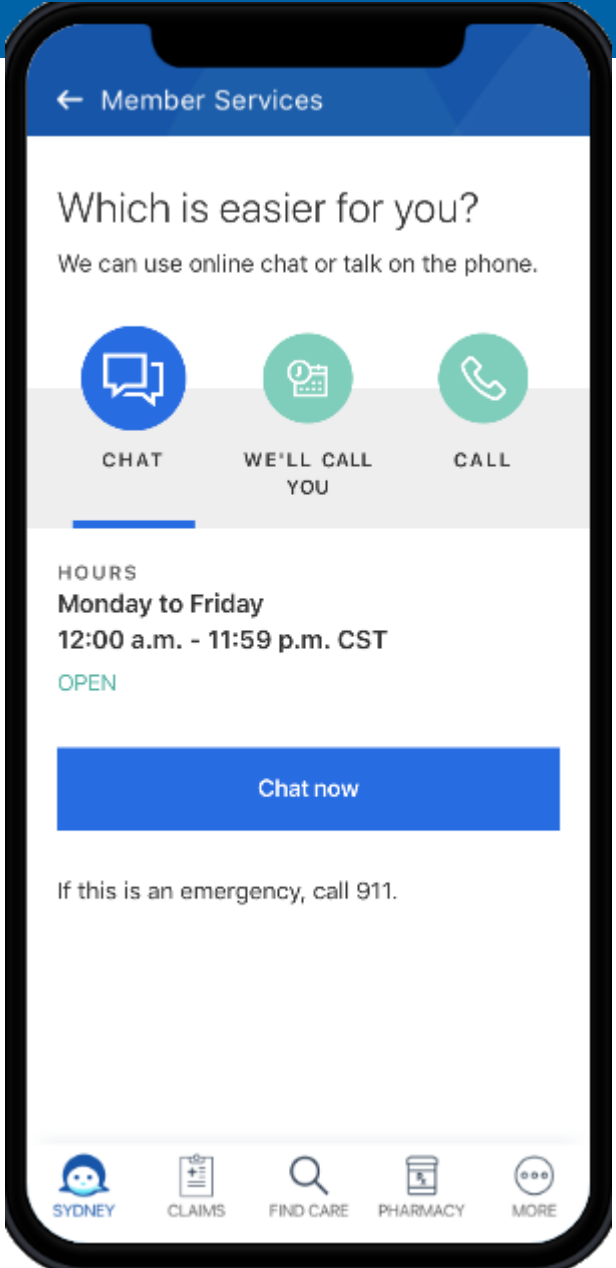 ← Member Services
Which is easier for you?
We can use online chat or talk on the phone.
CHAT
WE'LL CALL
YOU
CALL
HOURS
Monday to Friday
12:00 a.m. - 11:59 p.m. CST
OPEN
Chat now
If this is an emergency, call 911.
SYDNEY
CLAIMS
FIND CARE
PHARMACY
MORE